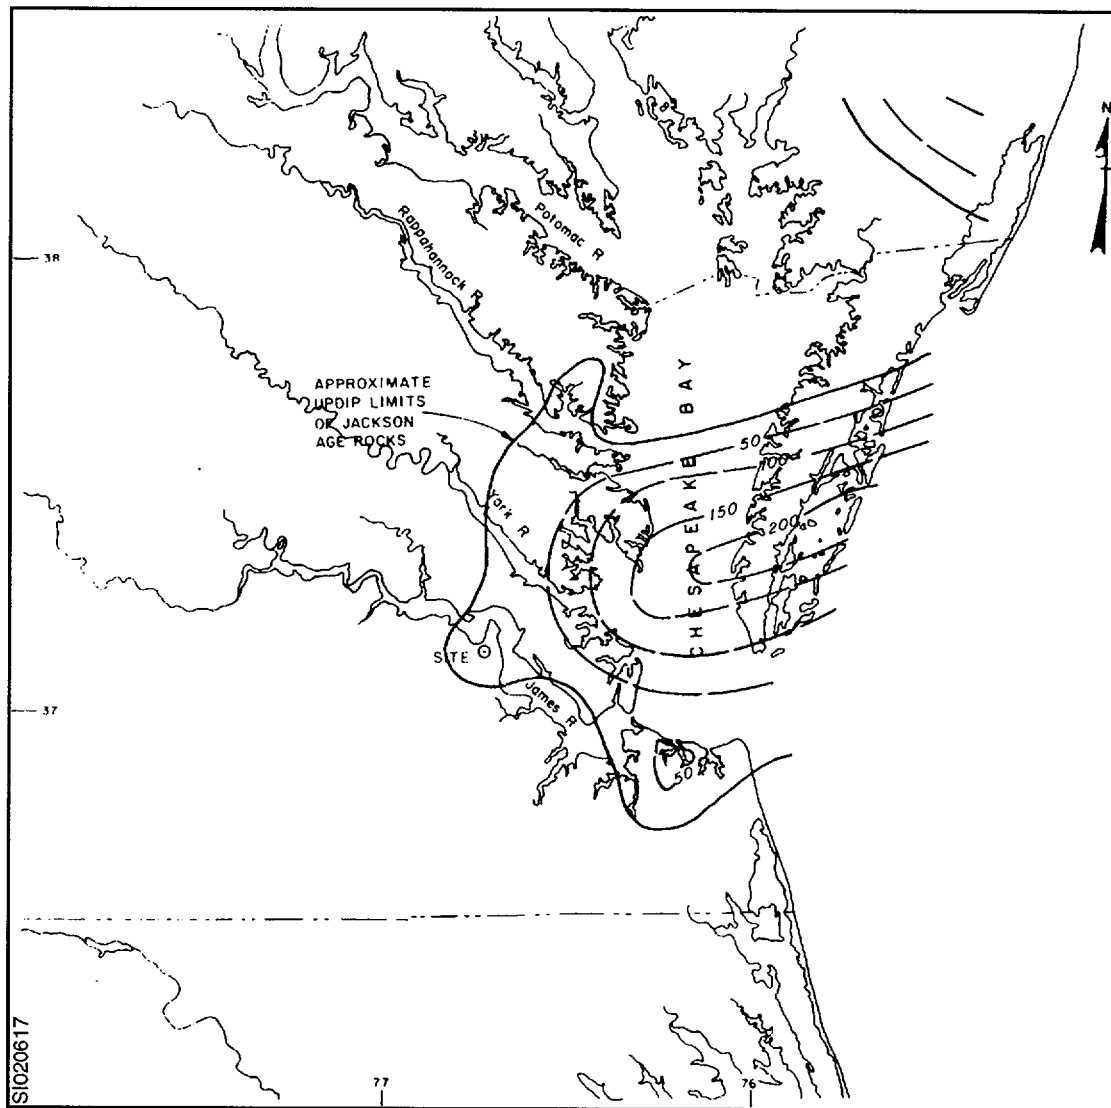 N
38
Rappahannock R
Potomac R
APPROXIMATE
UPDIP LIMITS
OF JACKSON
AGE ROCKS
CHESAPEAKE BAY
50
100
150
200
York R
SITE
James R
37
50
77
76
SI020617